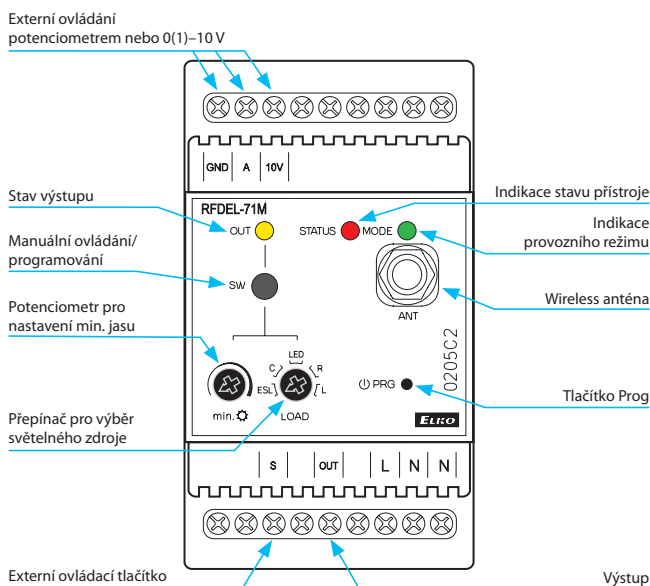 Externí ovládání
potenciometrem nebo 0(1)–10 V
GND A 10V
Stav výstupu
Indikace stavu přístroje
RFDEL-71M
OUT STATUS MODE
Indikace
provozního režimu
Manuální ovládání/
programování
SW
Wireless anténa
ANT
Potenciometr pro
nastavení min. jasu
LED
C R
ESL L
PRG
0205C2
Tlačítko Prog
min. LOAD
ELKO
Přepínač pro výběr
světelného zdroje
S OUT L N N
Externí ovládací tlačítko
Výstup